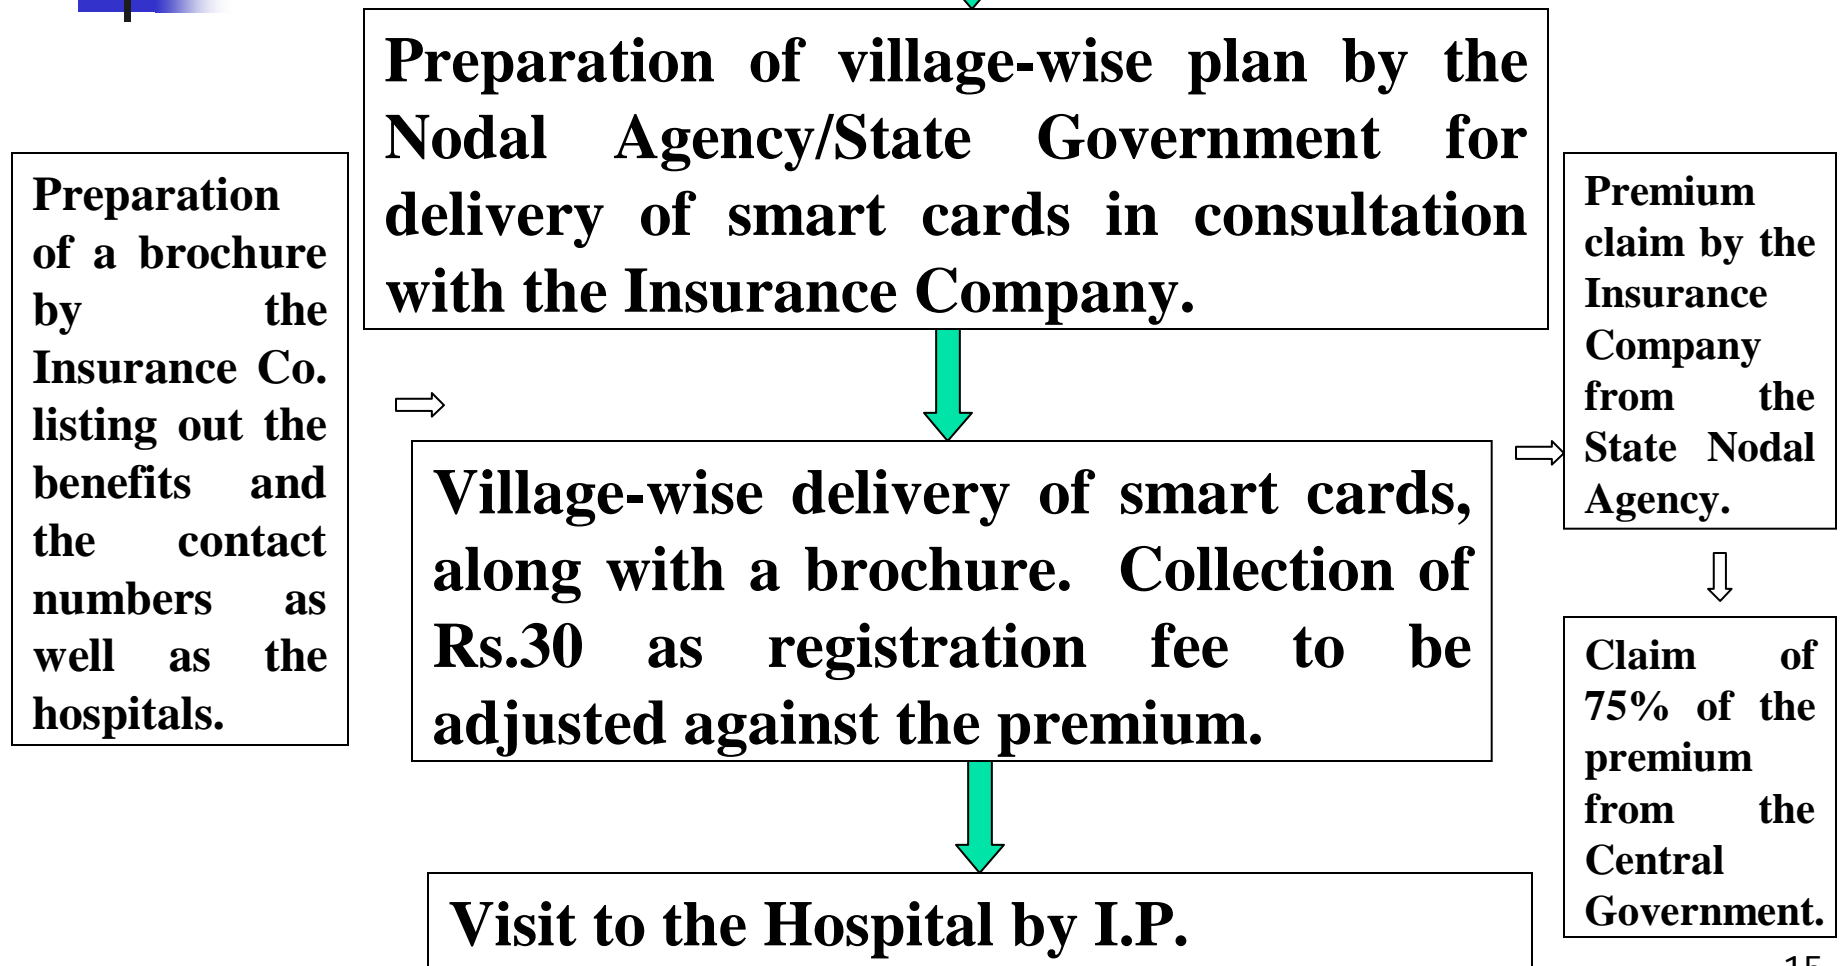 Preparation of village-wise plan by the
Nodal Agency/State Government for
delivery of smart cards in consultation
with the Insurance Company.
Preparation
of a brochure
by the
Insurance Co.
listing out the
benefits and
the contact
numbers as
well as the
hospitals.
Village-wise delivery of smart cards,
along with a brochure. Collection of
Rs.30 as registration fee to be
adjusted against the premium.
Premium
claim by the
Insurance
Company
from the
State Nodal
Agency.
Claim of
75% of the
premium
from the
Central
Government.
Visit to the Hospital by I.P.
15